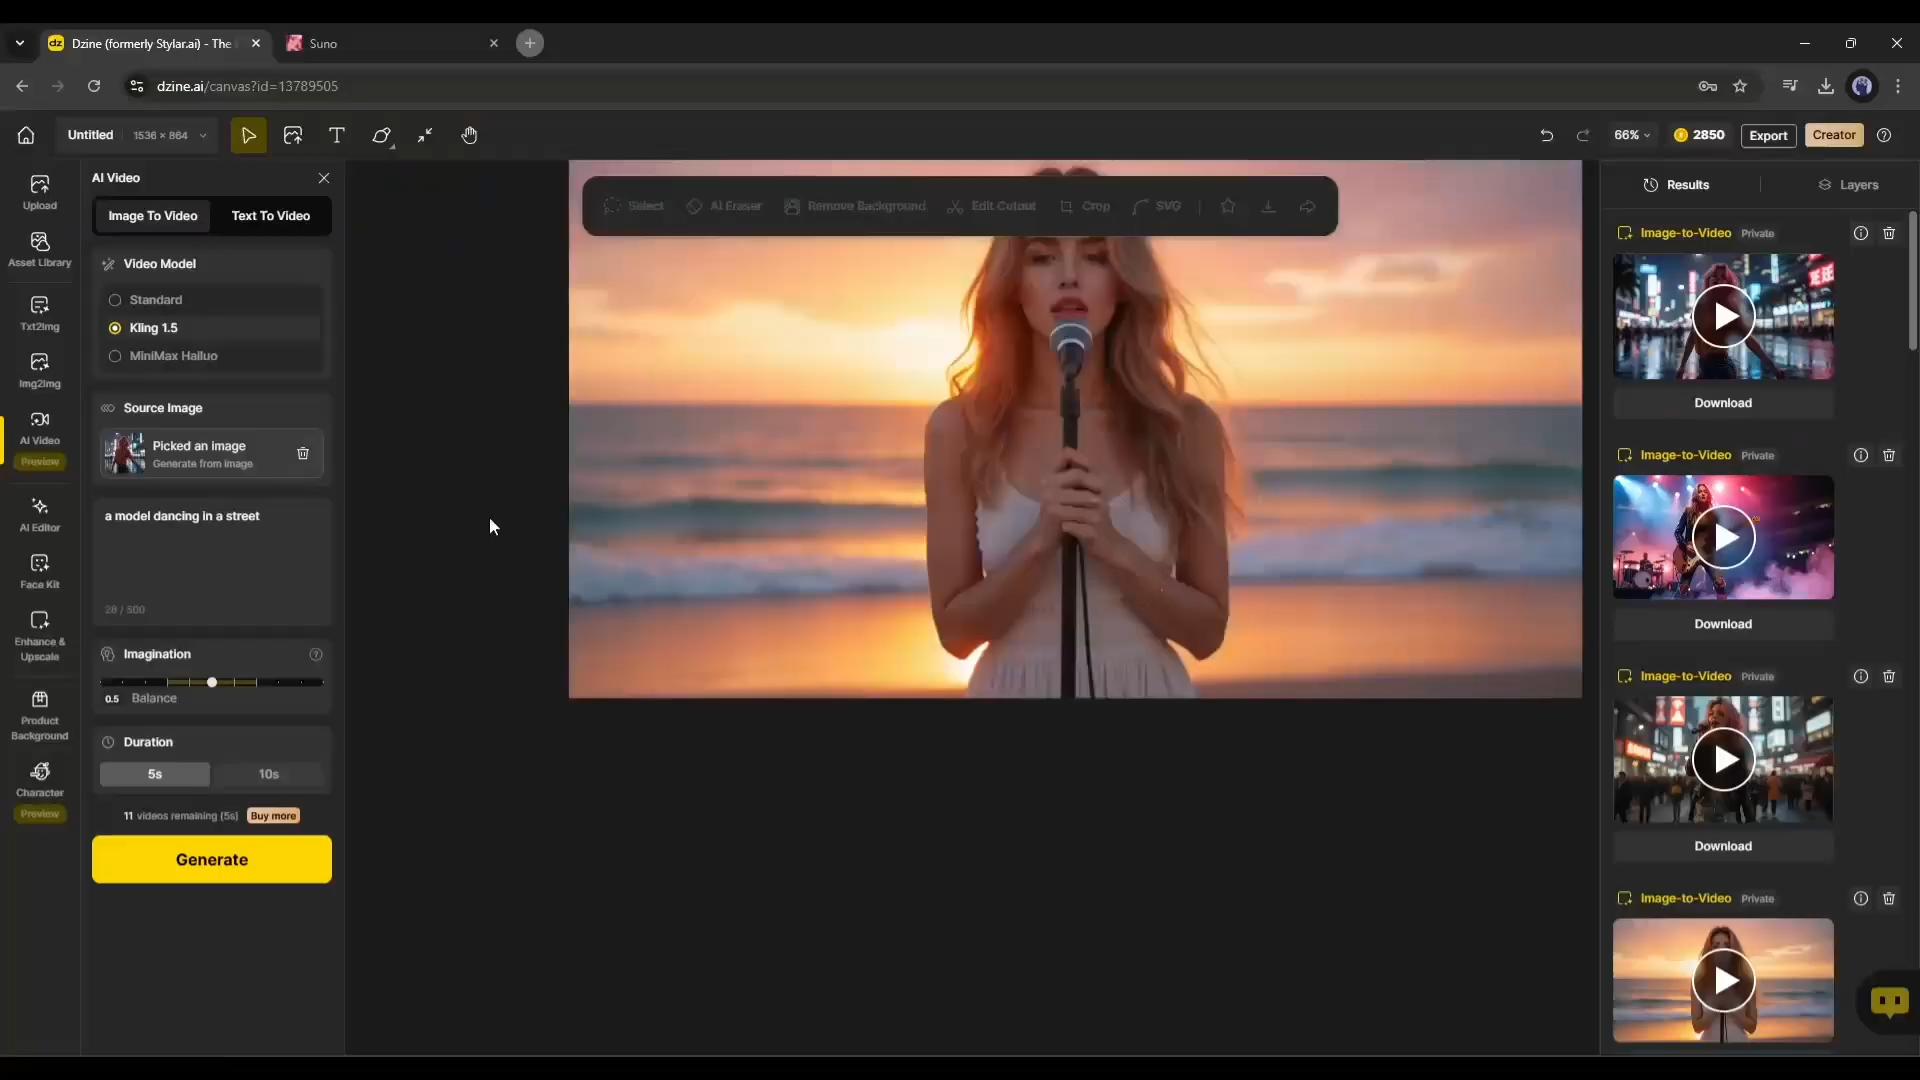 Dzine (formerly Stylar.ai) - The
Suno
dzine.ai/canvas?id=13789505
Untitled
1536 × 864
66%
2850
Export
Creator
Upload
Asset Library
Txt2Img
Img2Img
AI Video
Preview
AI Editor
Face Kit
Enhance &
Upscale
Product
Background
Character
Preview
AI Video
Image To Video
Text To Video
Video Model
Standard
Kling 1.5
MiniMax Hailuo
Source Image
Picked an image
Generate from image
a model dancing in a street
28 / 500
Imagination
0.5 Balance
Duration
5s
10s
11 videos remaining (5s)
Buy more
Generate
Select
AI Eraser
Remove Background
Edit Cutout
Crop
SVG
Results
Layers
Image-to-Video Private
Download
Image-to-Video Private
Download
Image-to-Video Private
Download
Image-to-Video Private